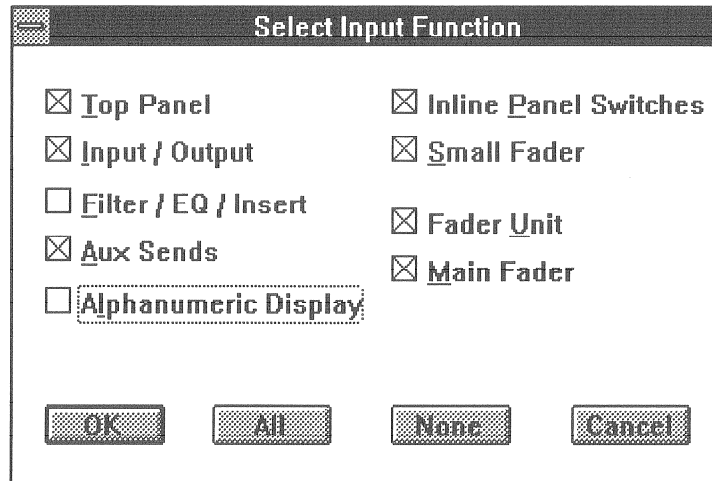 Select Input Function
Top Panel
Input / Output
Filter / EQ / Insert
Aux Sends
Alphanumeric Display
Inline Panel Switches
Small Fader
Fader Unit
Main Fader
OK
All
None
Cancel